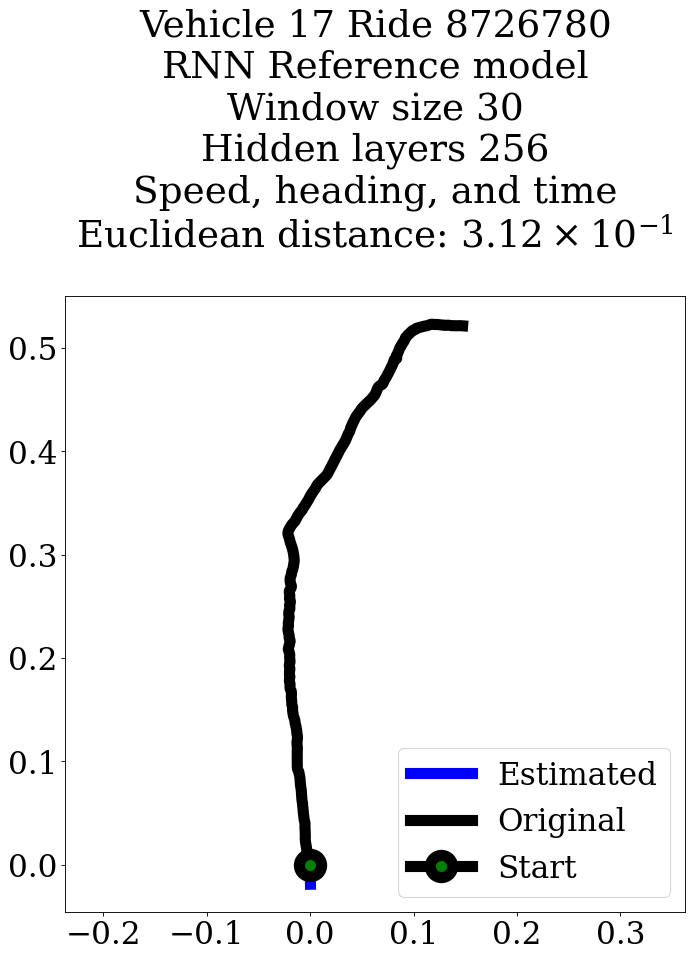 Vehicle 17 Ride 8726780
RNN Reference model
Window size 30
Hidden layers 256
Speed, heading, and time
Euclidean distance: 3.12 × 10⁻¹
0.5
0.4
0.3
0.2
0.1
0.0
Estimated
Original
Start
−0.2 −0.1 0.0 0.1 0.2 0.3